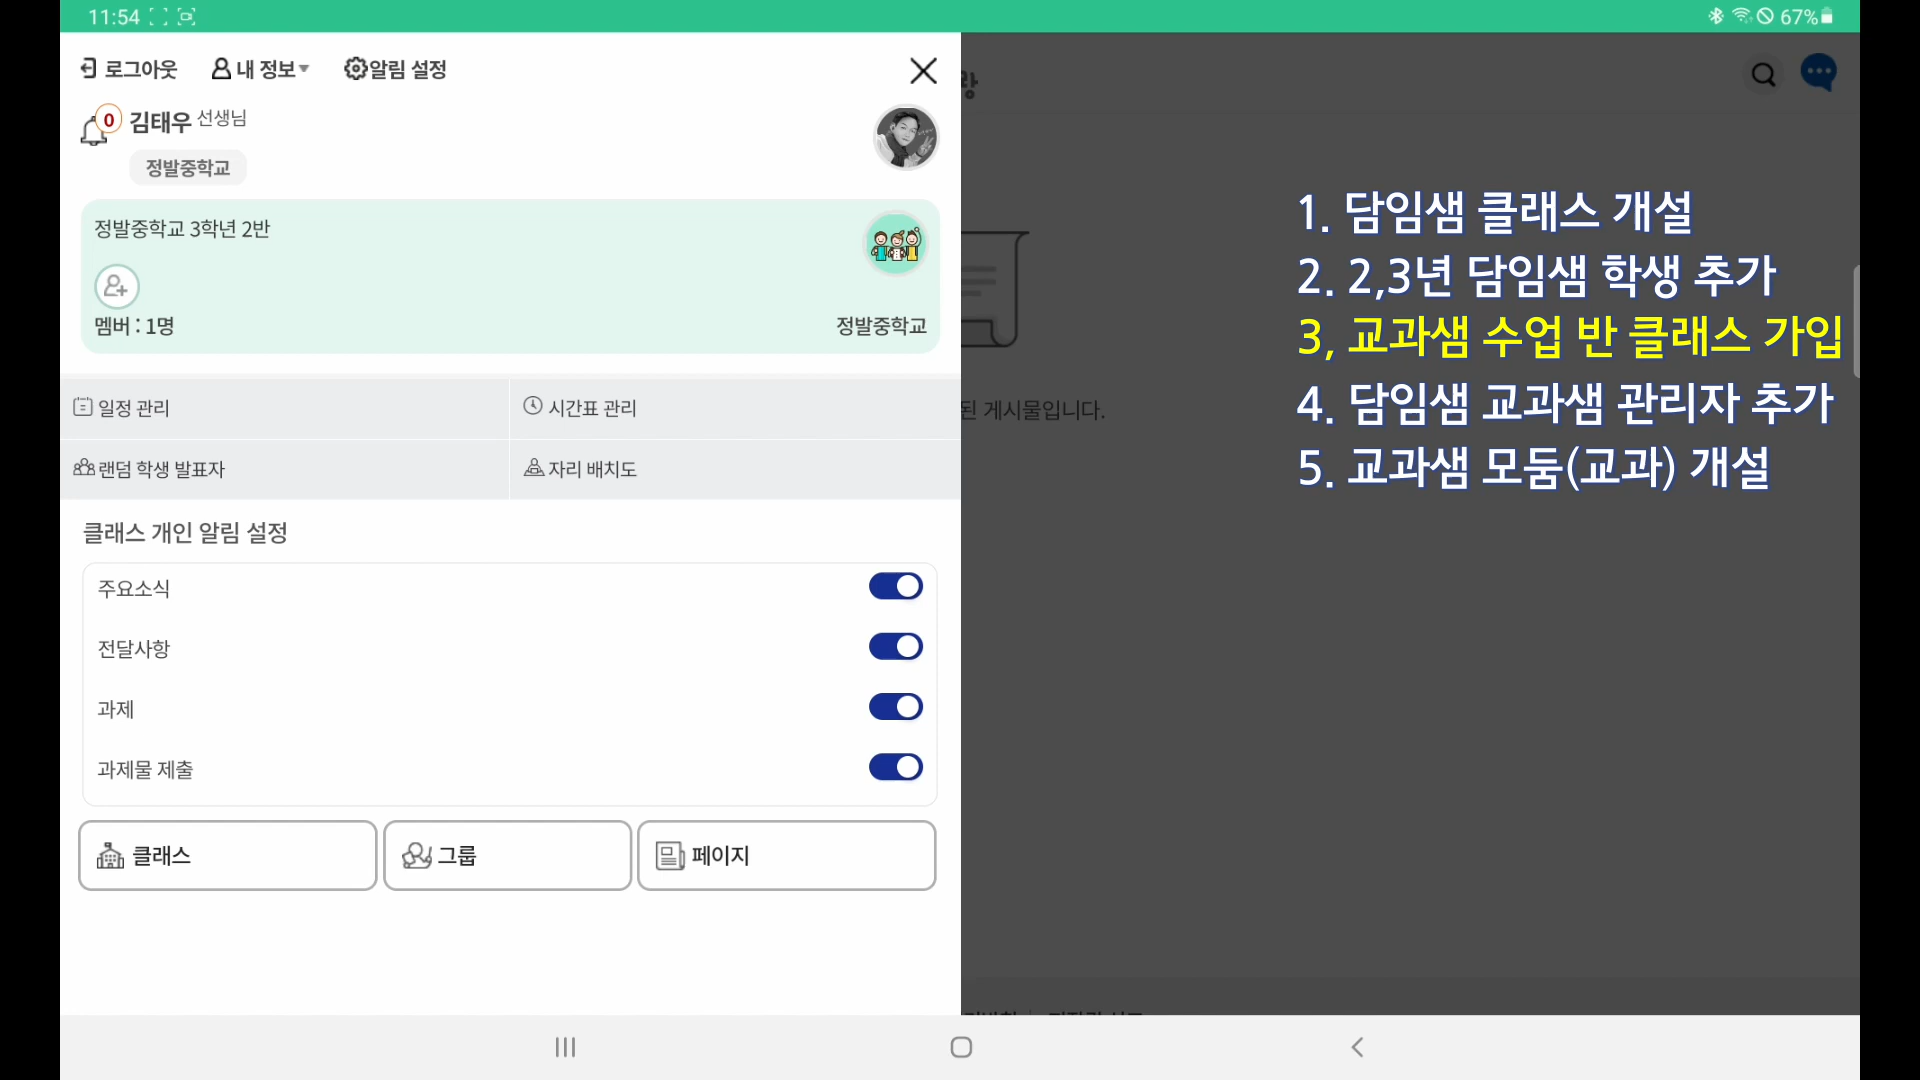 11:54
67%
로그아웃
내 정보
알림 설정
0
김태우 선생님
정발중학교
정발중학교 3학년 2반
멤버 : 1명
정발중학교
일정 관리
시간표 관리
랜덤 학생 발표자
자리 배치도
클래스 개인 알림 설정
주요소식
전달사항
과제
과제물 제출
클래스
그룹
페이지
랑
된 게시물입니다.
1. 담임샘 클래스 개설
2. 2,3년 담임샘 학생 추가
3, 교과샘 수업 반 클래스 가입
4. 담임샘 교과샘 관리자 추가
5. 교과샘 모둠(교과) 개설